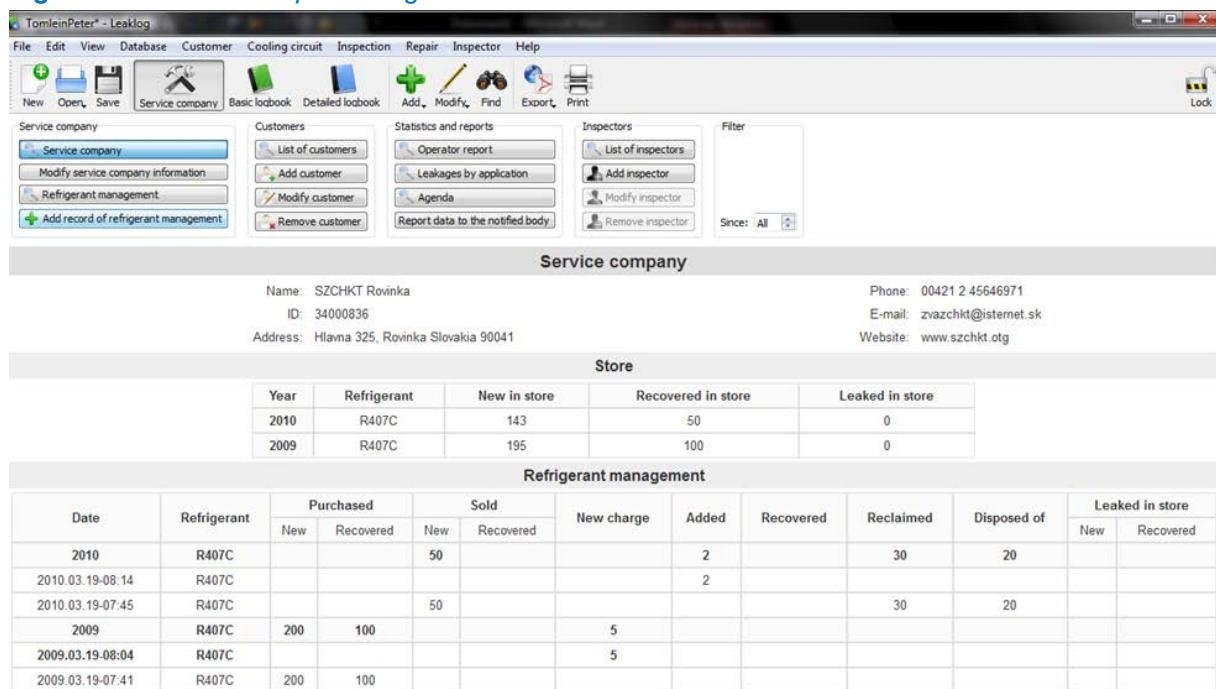 TomleinPeter* - Leaklog
File Edit View Database Customer Cooling circuit Inspection Repair Inspector Help
New Open Save Service company Basic logbook Detailed logbook Add Modify Find Export Print Lock
Service company Customers Statistics and reports Inspectors Filter
Service company List of customers Operator report List of inspectors
Modify service company information Add customer Leakages by application Add inspector
Refrigerant management Modify customer Agenda Modify inspector
Add record of refrigerant management Remove customer Report data to the notified body Remove inspector Since: All
Service company
Name: SZCHKT Rovinka Phone: 00421 2 45646971
ID: 34000836 E-mail: zvazchkt@isternet.sk
Address: Hlavna 325, Rovinka Slovakia 90041 Website: www.szchkt.otg
Store
Year Refrigerant New in store Recovered in store Leaked in store
2010 R407C 143 50 0
2009 R407C 195 100 0
Refrigerant management
Date Refrigerant Purchased Sold New charge Added Recovered Reclaimed Disposed of Leaked in store
New Recovered New Recovered New Recovered
2010 R407C 50 2 30 20
2010.03.19-08:14 R407C 2
2010.03.19-07:45 R407C 50 30 20
2009 R407C 200 100 5
2009.03.19-08:04 R407C 5
2009.03.19-07:41 R407C 200 100